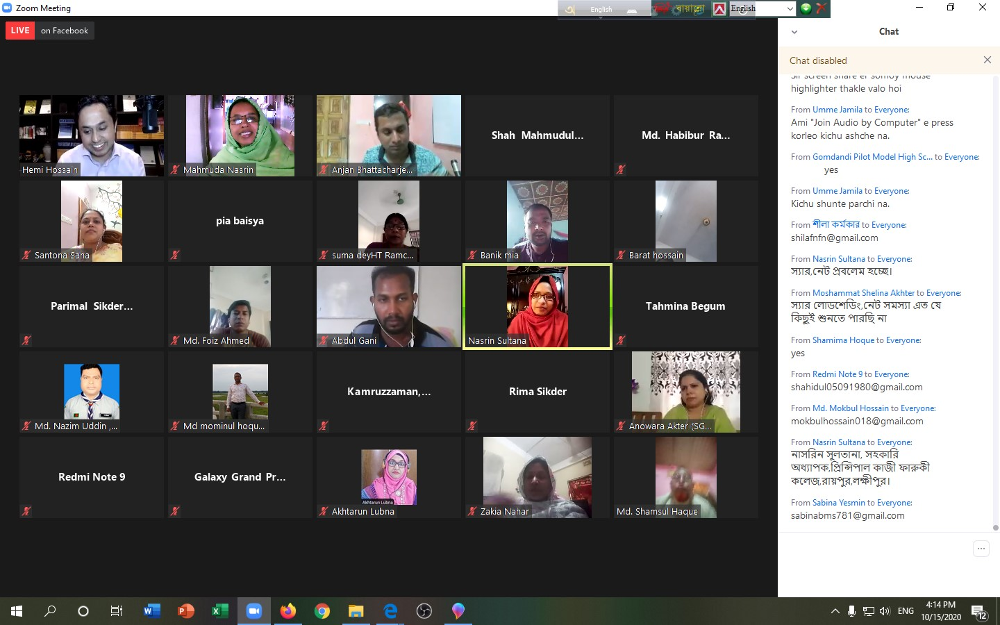 Zoom Meeting
English
বায়ান্নো
English
LIVE on Facebook
Hemi Hossain
Mahmuda Nasrin
Anjan Bhattacharje...
Shah Mahmudul...
Md. Habibur Ra...
Santona Saha
pia baisya
suma deyHT Ramc...
Banik mia
Barat hossain
Parimal Sikder...
Md. Foiz Ahmed
Abdul Gani
Nasrin Sultana
Tahmina Begum
Md. Nazim Uddin ,...
Md mominul hoqu...
Kamruzzaman,...
Rima Sikder
Anowara Akter (SG...
Redmi Note 9
Galaxy Grand Pr...
Akhtarun Lubna
Akhtarun Lubna
Zakia Nahar
Md. Shamsul Haque
Chat
Chat disabled
Sir screen share er somoy mouse
highlighter thakle valo hoi
From Umme Jamila to Everyone:
Ami "Join Audio by Computer" e press
korleo kichu ashche na.
From Gomdandi Pilot Model High Sc... to Everyone:
yes
From Umme Jamila to Everyone:
Kichu shunte parchi na.
From শীলা কর্মকার to Everyone:
shilafnfn@gmail.com
From Nasrin Sultana to Everyone:
স্যার,নেট প্রবলেম হচ্ছে।
From Moshammat Shelina Akhter to Everyone:
স্যার লোডশেডিং,নেট সমস্যা এত যে
কিছুই শুনতে পারছি না
From Shamima Hoque to Everyone:
yes
From Redmi Note 9 to Everyone:
shahidul05091980@gmail.com
From Md. Mokbul Hossain to Everyone:
mokbulhossain018@gmail.com
From Nasrin Sultana to Everyone:
নাসরিন সুলতানা, সহকারি
অধ্যাপক,প্রিন্সিপাল কাজী ফারুকী
কলেজ,রায়পুর,লক্ষীপুর।
From Sabina Yesmin to Everyone:
sabinabms781@gmail.com
ENG
4:14 PM
10/15/2020
12